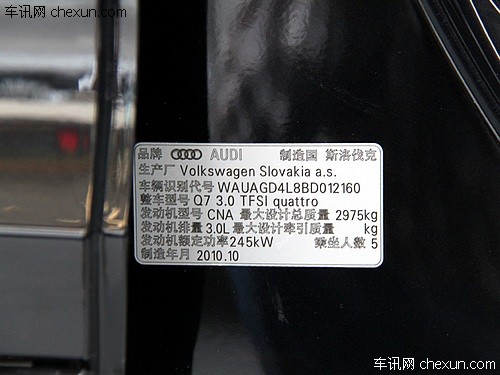 车讯网 chexun.com
品牌 AUDI 制造国 斯洛伐克
生产厂 Volkswagen Slovakia a.s.
车辆识别代号 WAUAGD4L8BD012160
整车型号 Q7 3.0 TFSI quattro
发动机型号 CNA 最大设计总质量 2975kg
发动机排量 3.0L 最大设计牵引质量 kg
发动机额定功率 245kW 乘坐人数 5
制造年月 2010.10
车讯网 chexun.com